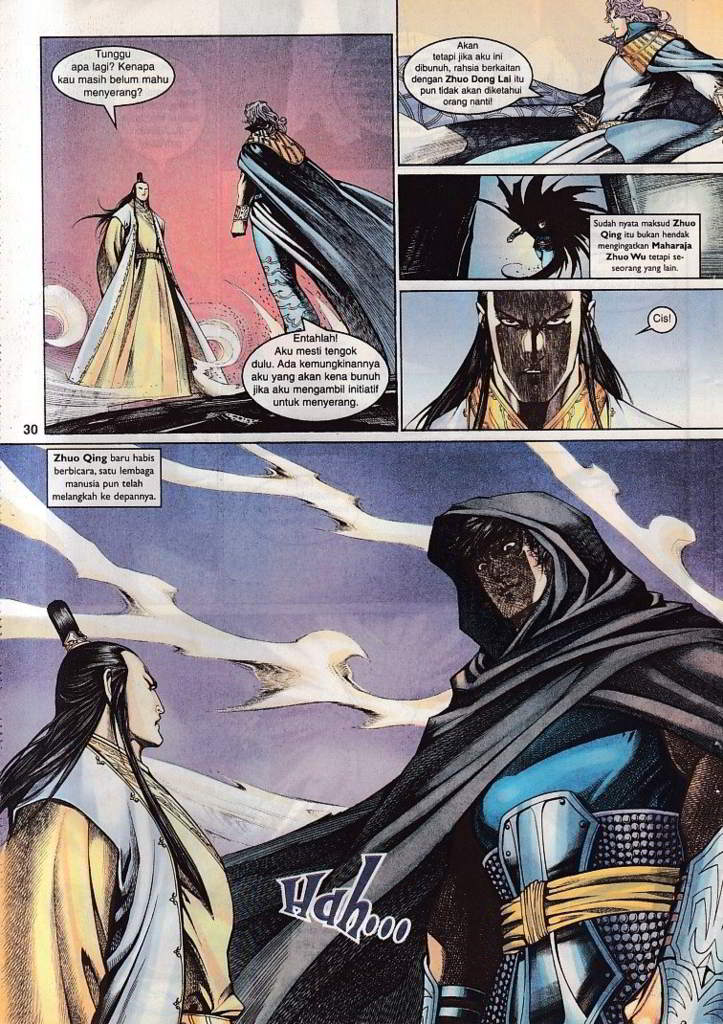 Tunggu
apa lagi? Kenapa
kau masih belum mahu
menyerang?
Entahlah!
Aku mesti tengok
dulu. Ada kemungkinannya
aku yang akan kena bunuh
jika aku mengambil initiatif
untuk menyerang.
Akan
tetapi jika aku ini
dibunuh, rahsia berkaitan
dengan Zhuo Dong Lai itu
pun tidak akan diketahui
orang nanti!
Sudah nyata maksud Zhuo
Qing itu bukan hendak
mengingatkan Maharaja
Zhuo Wu tetapi se-
seorang yang lain.
Cis!
30
Zhuo Qing baru habis
berbicara, satu lembaga
manusia pun telah
melangkah ke depannya.
Hahooo